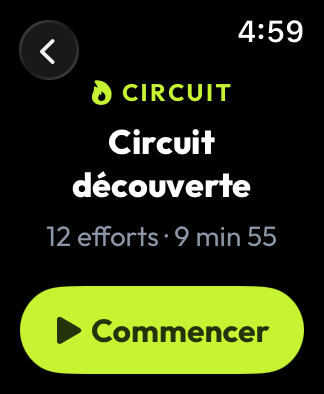 4:59
CIRCUIT
Circuit
découverte
12 efforts · 9 min 55
Commencer